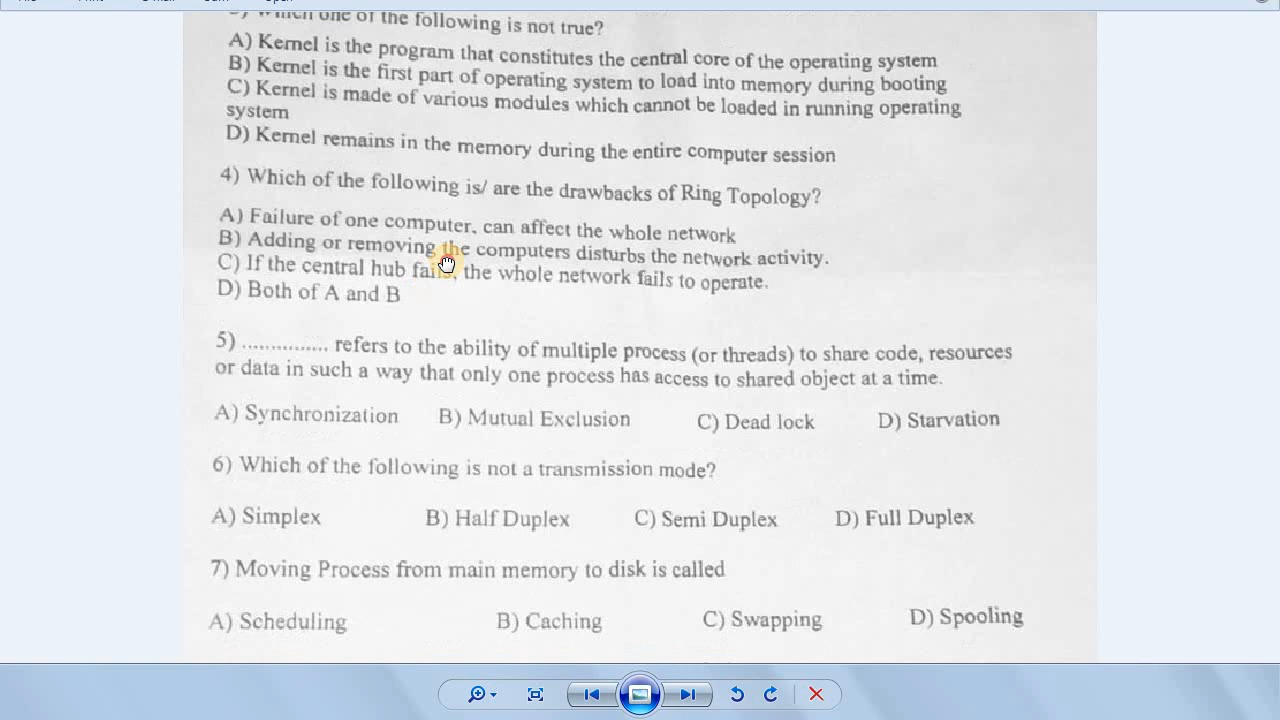 one of the following is not true?
A) Kernel is the program that constitutes the central core of the operating system
B) Kernel is the first part of operating system to load into memory during booting
C) Kernel is made of various modules which cannot be loaded in running operating
system
D) Kernel remains in the memory during the entire computer session
4) Which of the following is/ are the drawbacks of Ring Topology?
A) Failure of one computer, can affect the whole network
B) Adding or removing the computers disturbs the network activity.
C) If the central hub fails, the whole network fails to operate.
D) Both of A and B
5) ............... refers to the ability of multiple process (or threads) to share code, resources
or data in such a way that only one process has access to shared object at a time.
A) Synchronization B) Mutual Exclusion C) Dead lock D) Starvation
6) Which of the following is not a transmission mode?
A) Simplex B) Half Duplex C) Semi Duplex D) Full Duplex
7) Moving Process from main memory to disk is called
A) Scheduling B) Caching C) Swapping D) Spooling